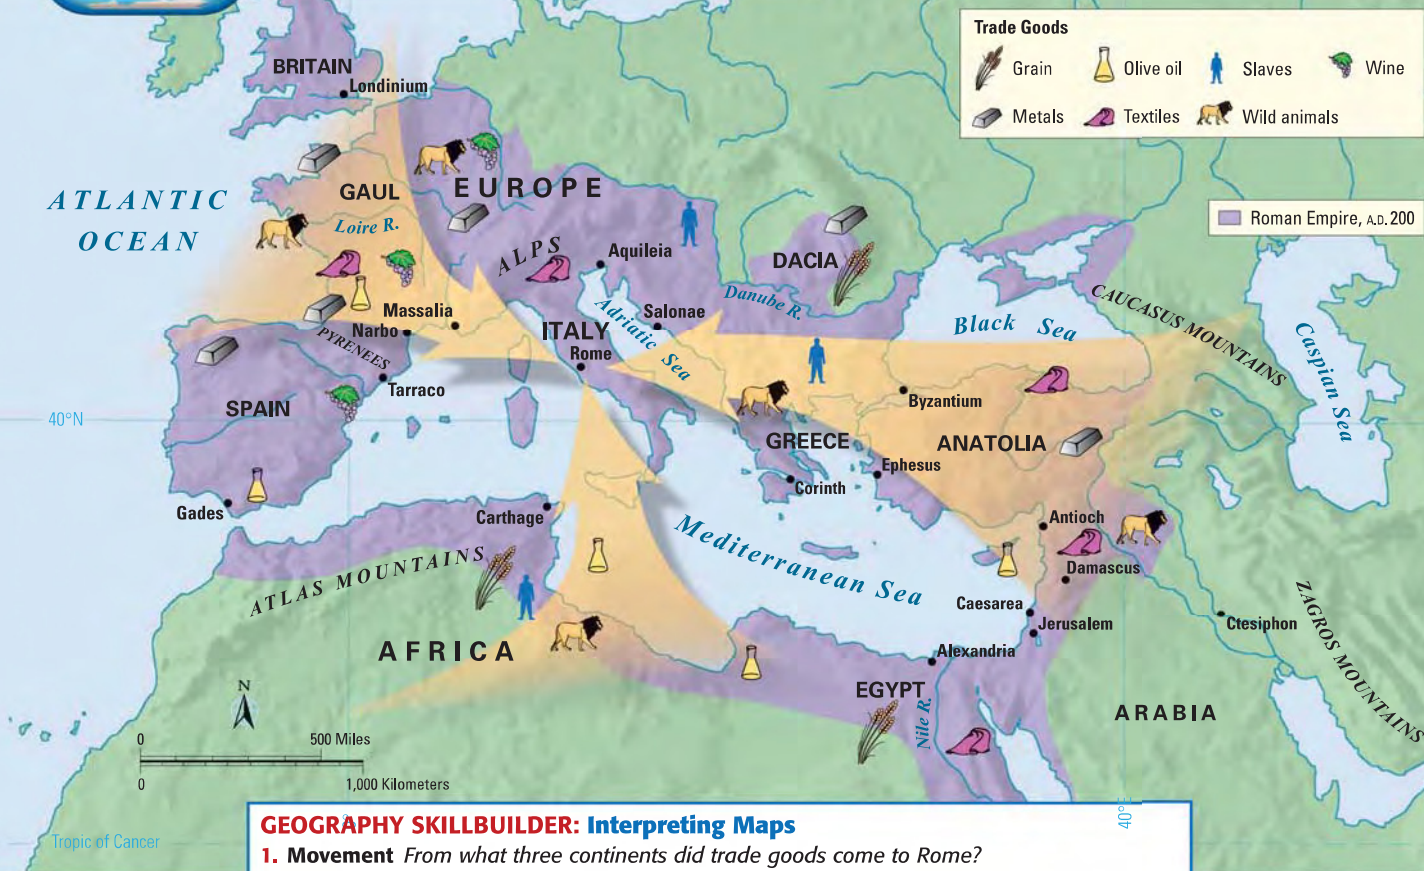 Trade Goods
Grain
Olive oil
Slaves
Wine
Metals
Textiles
Wild animals
Roman Empire, A.D. 200
BRITAIN
Londinium
ATLANTIC
OCEAN
GAUL
Loire R.
EUROPE
ALPS
Aquileia
DACIA
Danube R.
Massalia
Narbo
PYRENEES
Tarraco
ITALY
Rome
Adriatic Sea
Salonae
Black Sea
CAUCASUS MOUNTAINS
Caspian Sea
40°N
SPAIN
Gades
Byzantium
GREECE
ANATOLIA
Ephesus
Corinth
Carthage
Mediterranean Sea
Antioch
Damascus
ATLAS MOUNTAINS
AFRICA
Caesarea
Jerusalem
Alexandria
Ctesiphon
ZAGROS MOUNTAINS
EGYPT
Nile R.
ARABIA
N
0 500 Miles
0 1,000 Kilometers
40°E
Tropic of Cancer
GEOGRAPHY SKILLBUILDER: Interpreting Maps
1. Movement From what three continents did trade goods come to Rome?